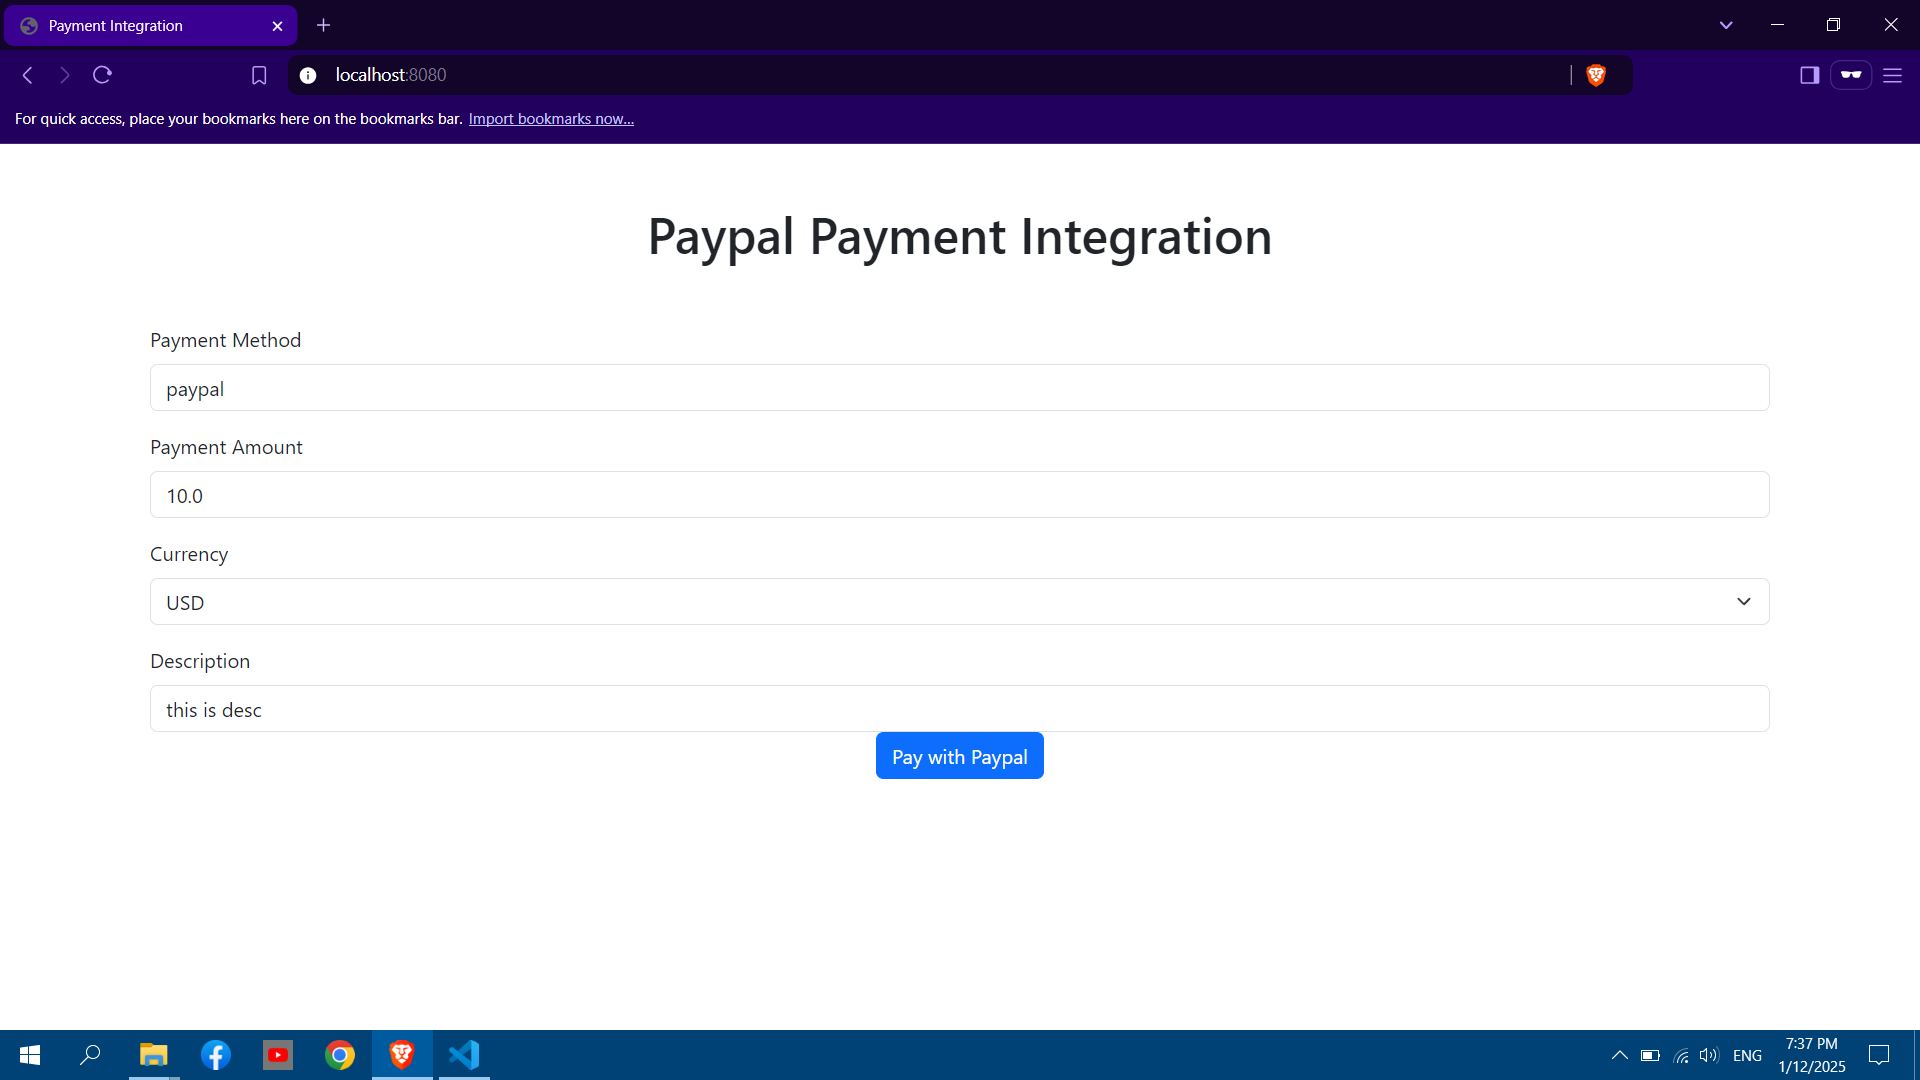 Payment Integration
localhost:8080
For quick access, place your bookmarks here on the bookmarks bar. Import bookmarks now...
Paypal Payment Integration
Payment Method
paypal
Payment Amount
10.0
Currency
USD
Description
this is desc
Pay with Paypal
ENG
7:37 PM
1/12/2025